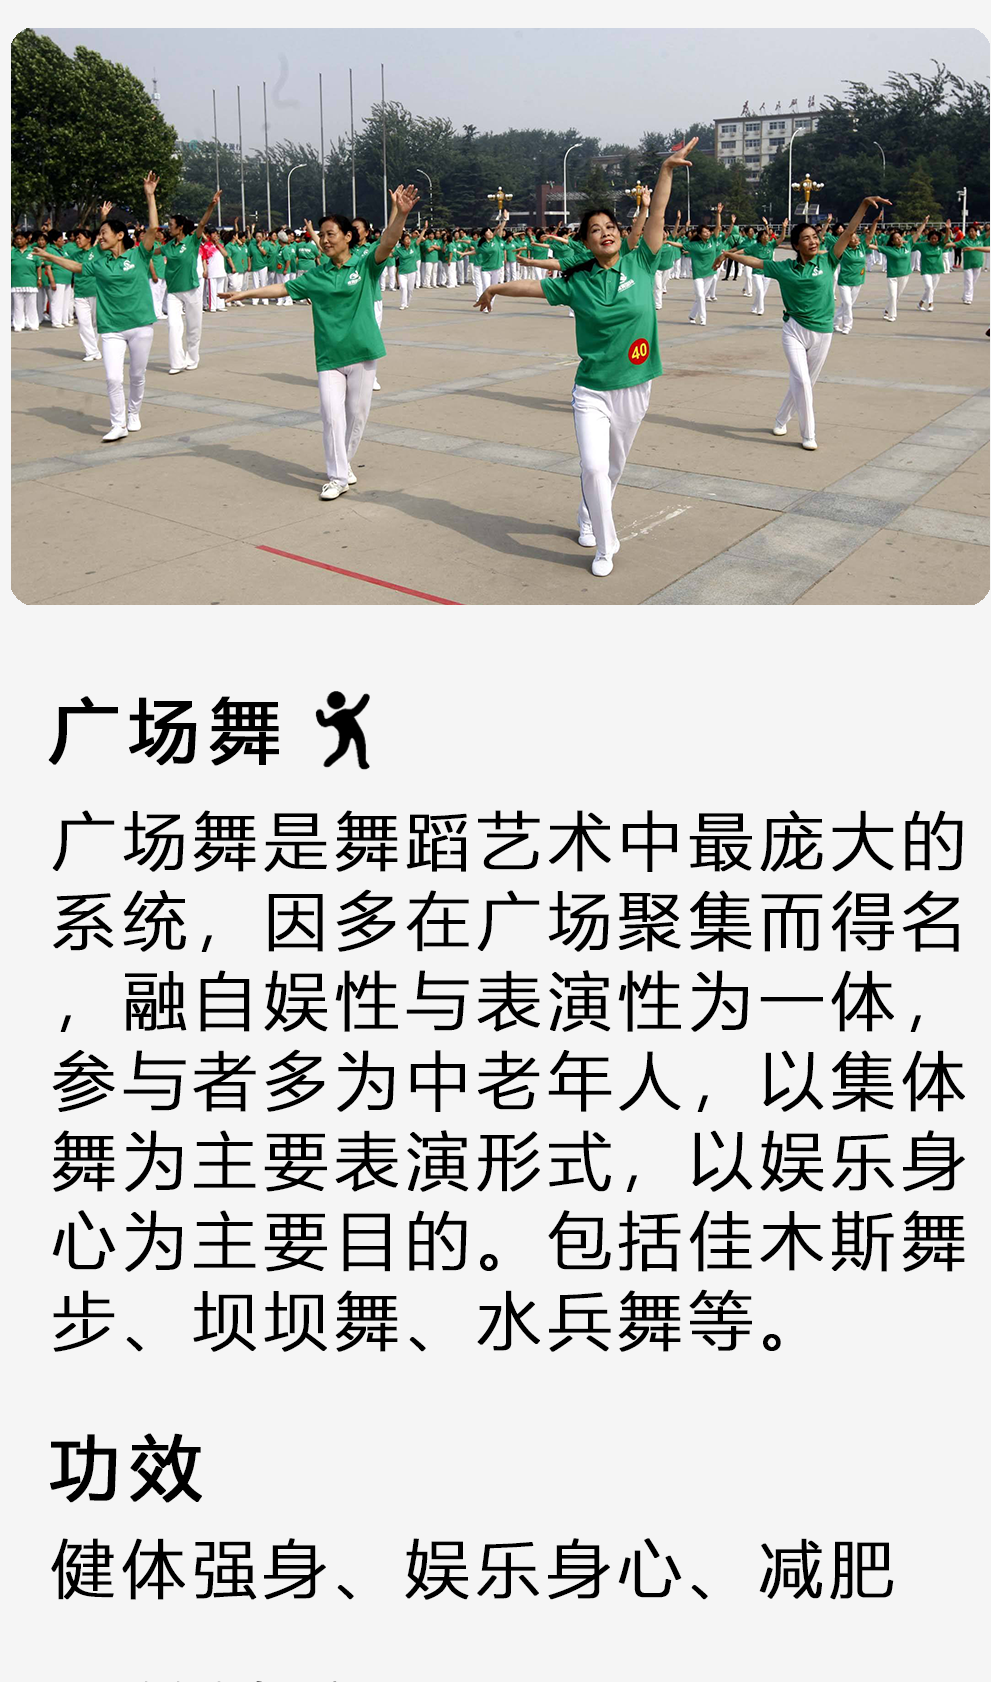 40
广场舞
广场舞是舞蹈艺术中最庞大的
系统，因多在广场聚集而得名
，融自娱性与表演性为一体，
参与者多为中老年人，以集体
舞为主要表演形式，以娱乐身
心为主要目的。包括佳木斯舞
步、坝坝舞、水兵舞等。
功效
健体强身、娱乐身心、减肥